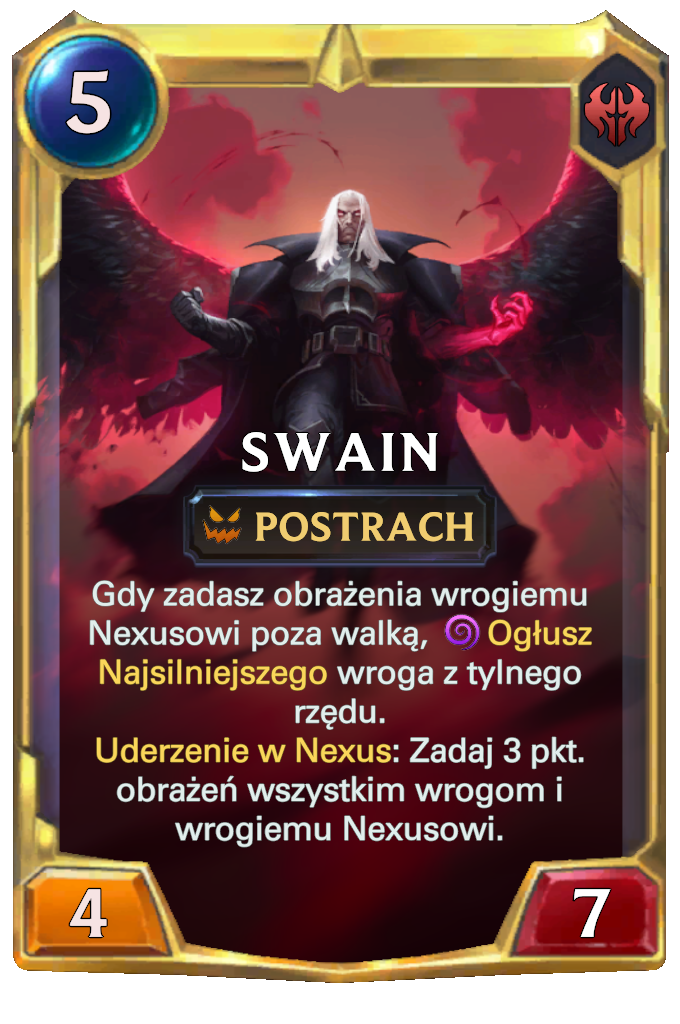 5
SWAIN
POSTRACH
Gdy zadasz obrażenia wrogiemu
Nexusowi poza walką, Ogłusz
Najsilniejszego wroga z tylnego
rzędu.
Uderzenie w Nexus: Zadaj 3 pkt.
obrażeń wszystkim wrogom i
wrogiemu Nexusowi.
4
7